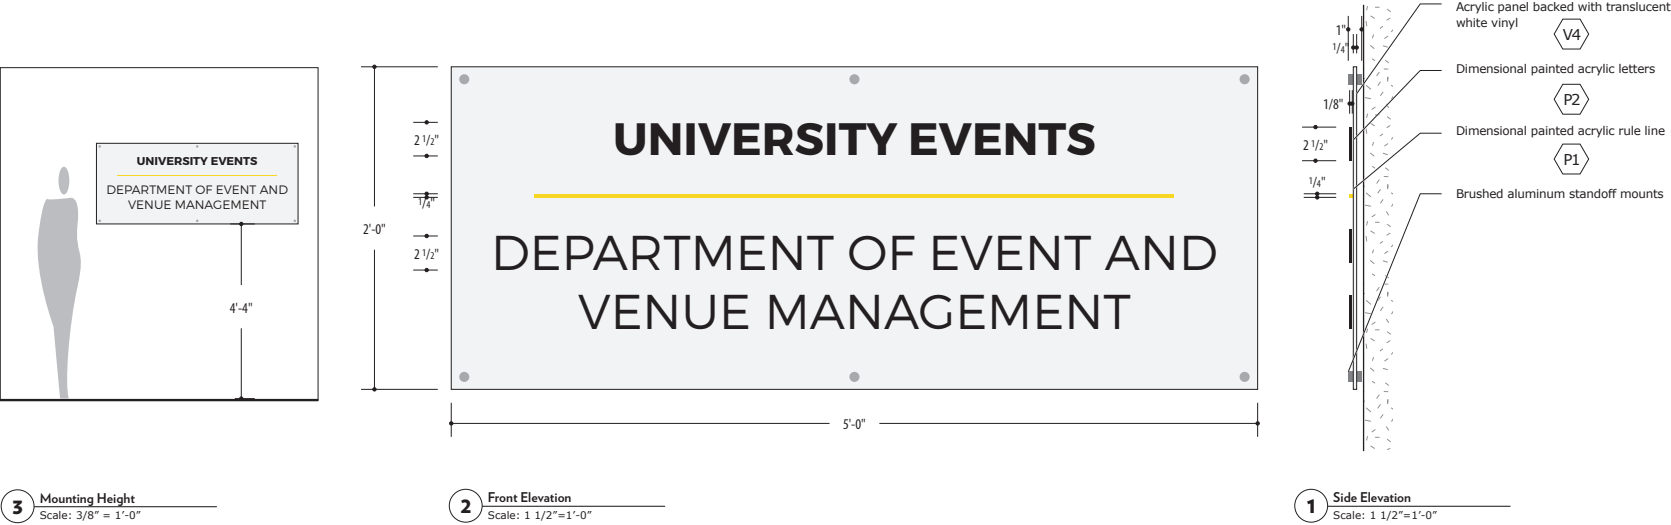 UNIVERSITY EVENTS
DEPARTMENT OF EVENT AND
VENUE MANAGEMENT
4'-4"
3
Mounting Height
Scale: 3/8" = 1'-0"
2'-0"
2 1/2"
1/4"
2 1/2"
UNIVERSITY EVENTS
DEPARTMENT OF EVENT AND
VENUE MANAGEMENT
5'-0"
2
Front Elevation
Scale: 1 1/2"=1'-0"
1"
1/4"
1/8"
2 1/2"
1/4"
Acrylic panel backed with translucent
white vinyl
V4
Dimensional painted acrylic letters
P2
Dimensional painted acrylic rule line
P1
Brushed aluminum standoff mounts
1
Side Elevation
Scale: 1 1/2"=1'-0"